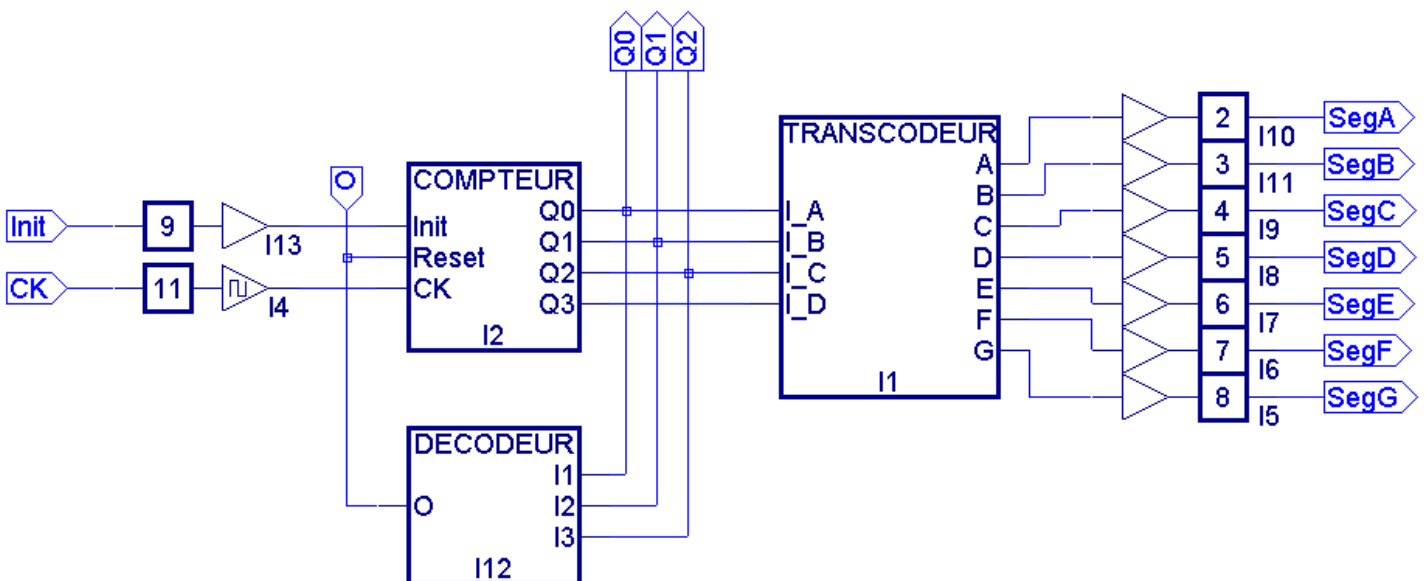 Q0 Q1 Q2
TRANSCODEUR
I_A
I_B
I_C
I_D
A
B
C
D
E
F
G
I1
2 I10 SegA
3 I11 SegB
4 I9 SegC
5 I8 SegD
6 I7 SegE
7 I6 SegF
8 I5 SegG
O
COMPTEUR
Init 9 I13 Init
Reset
CK 11 I4 CK
Q0
Q1
Q2
Q3
I2
DECODEUR
I1
O I2
I3
I12